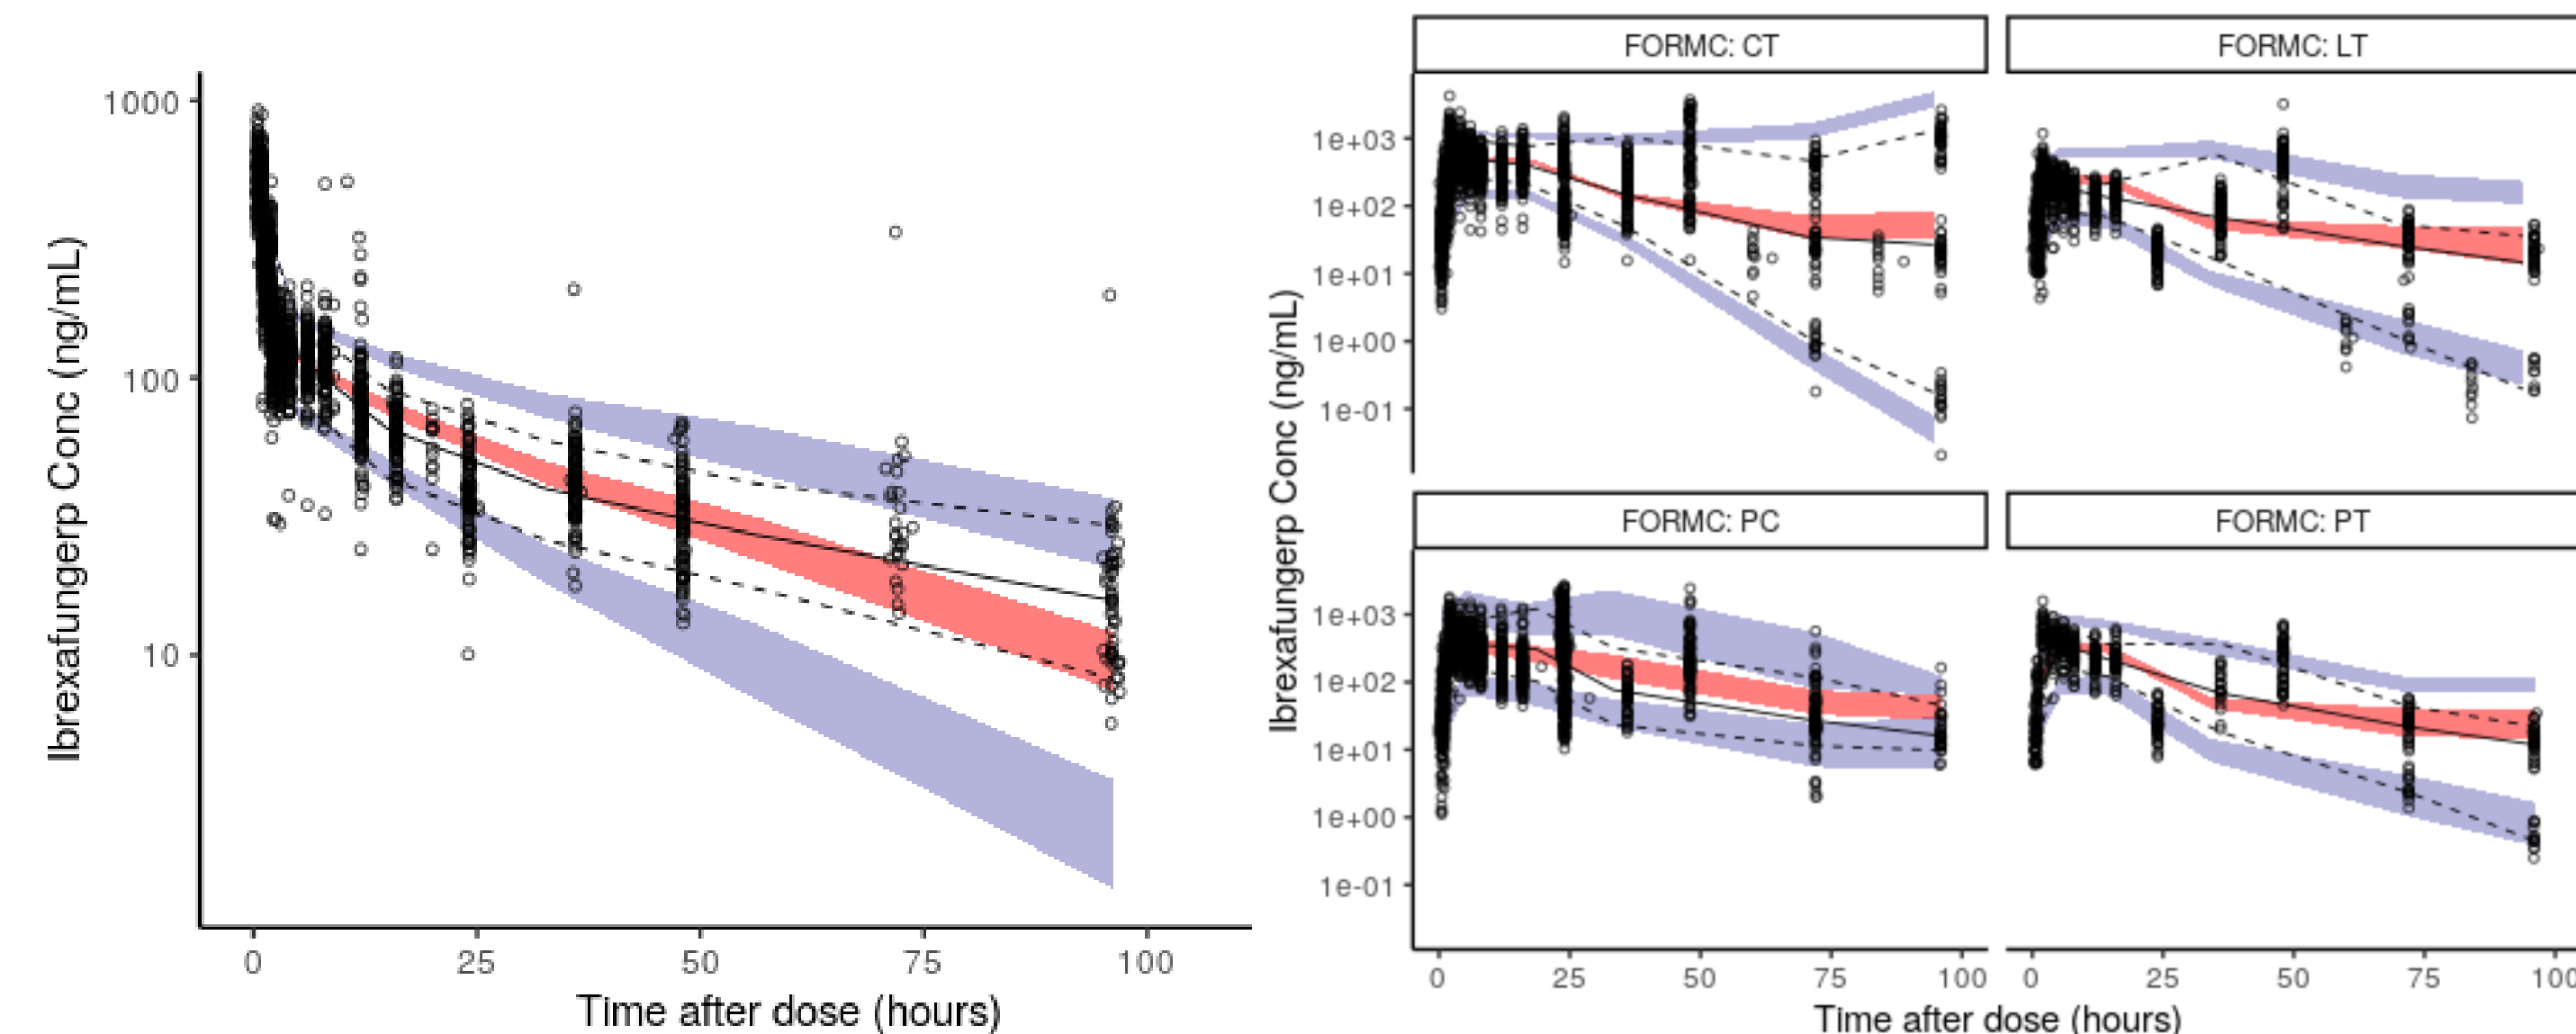 Ibrexafungerp Conc (ng/mL)
1000
100
10
0 25 50 75 100
Time after dose (hours)
Ibrexafungerp Conc (ng/mL)
FORMC: CT FORMC: LT
1e+03
1e+02
1e+01
1e+00
1e-01
FORMC: PC FORMC: PT
1e+03
1e+02
1e+01
1e+00
1e-01
0 25 50 75 100 0 25 50 75 100
Time after dose (hours)